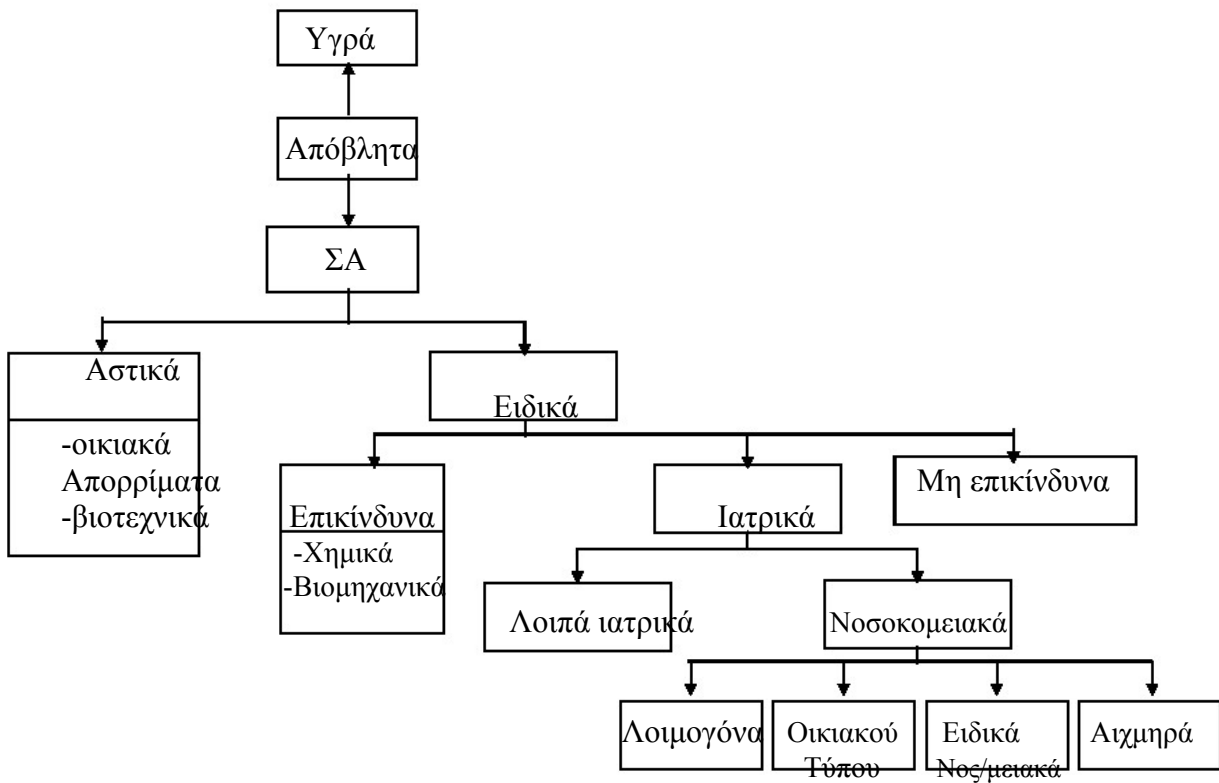 Υγρά
Απόβλητα
ΣΑ
Αστικά
-οικιακά
Απορρίματα
-βιοτεχνικά
Ειδικά
Επικίνδυνα
-Χημικά
-Βιομηχανικά
Ιατρικά
Μη επικίνδυνα
Λοιπά ιατρικά
Νοσοκομειακά
Λοιμογόνα
Οικιακού
Τύπου
Ειδικά
Νος/μειακά
Αιχμηρά